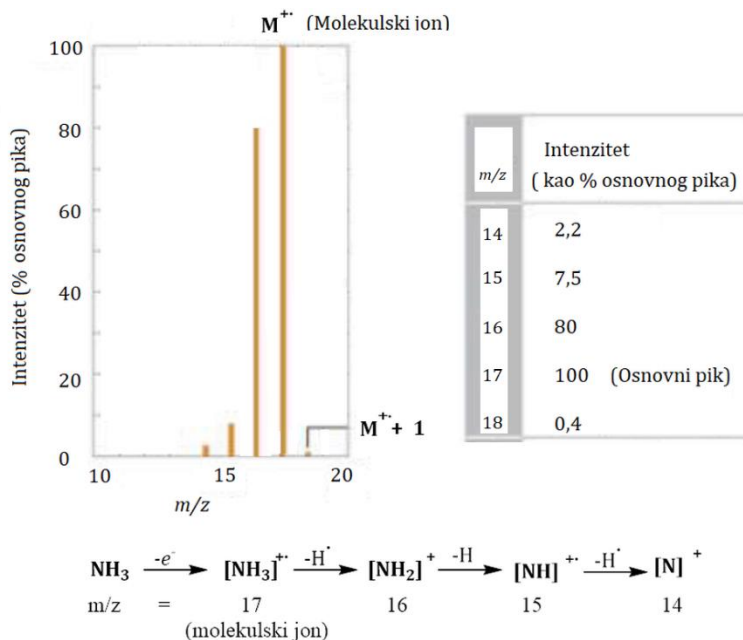 M⁺· (Molekulski jon)
Intenzitet (% osnovnog pika)
100
80
60
40
20
0
10 15 20
m/z
M⁺· + 1
m/z Intenzitet
( kao % osnovnog pika)
14 2,2
15 7,5
16 80
17 100 (Osnovni pik)
18 0,4
NH₃ -e⁻ [NH₃]⁺· -H· [NH₂]⁺ -H [NH]⁺· -H· [N]⁺
m/z = 17 16 15 14
(molekulski jon)